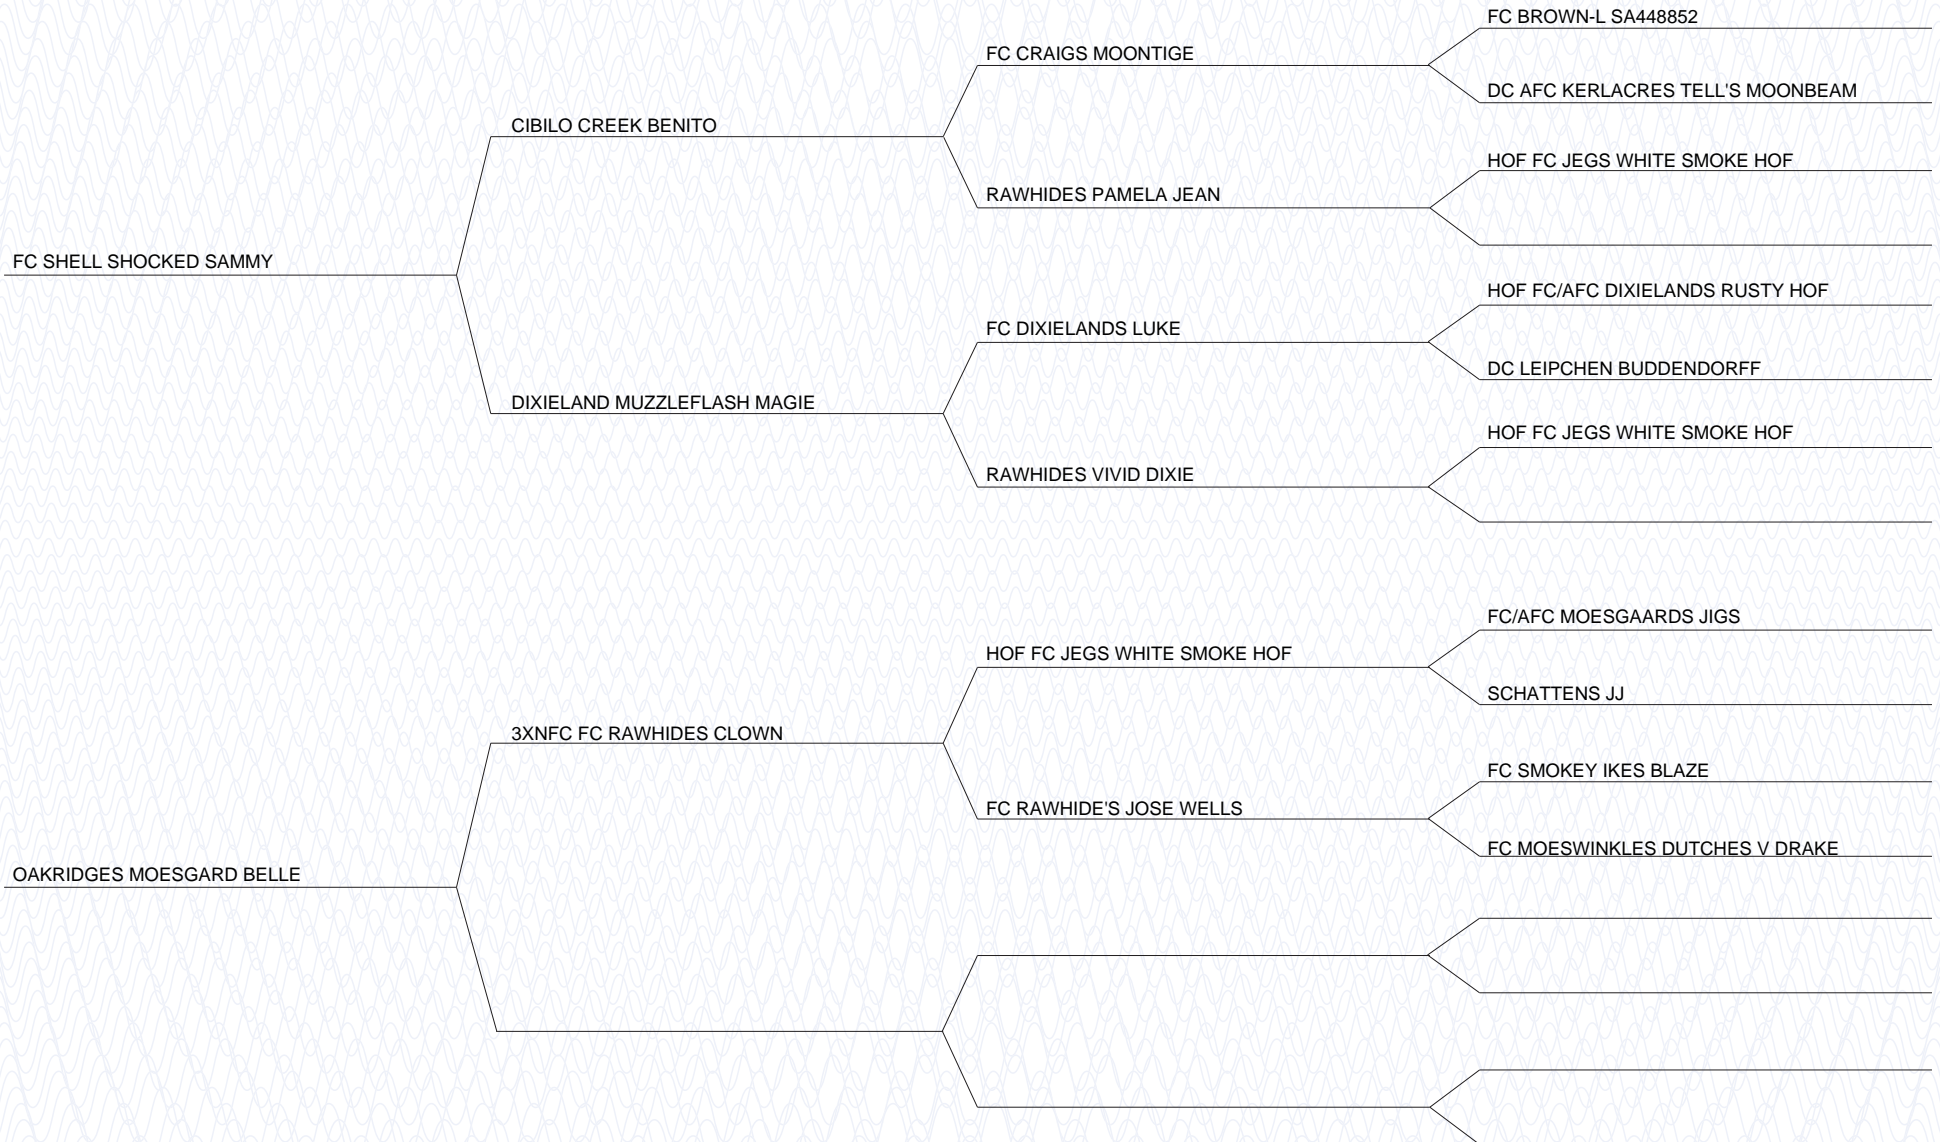 FC BROWN-L SA448852
FC CRAIGS MOONTIGE
DC AFC KERLACRES TELL'S MOONBEAM
CIBILO CREEK BENITO
HOF FC JEGS WHITE SMOKE HOF
RAWHIDES PAMELA JEAN
FC SHELL SHOCKED SAMMY
HOF FC/AFC DIXIELANDS RUSTY HOF
FC DIXIELANDS LUKE
DC LEIPCHEN BUDDENDORFF
DIXIELAND MUZZLEFLASH MAGIE
HOF FC JEGS WHITE SMOKE HOF
RAWHIDES VIVID DIXIE
FC/AFC MOESGAARDS JIGS
HOF FC JEGS WHITE SMOKE HOF
SCHATTENS JJ
3XNFC FC RAWHIDES CLOWN
FC SMOKEY IKES BLAZE
FC RAWHIDE'S JOSE WELLS
FC MOESWINKLES DUTCHES V DRAKE
OAKRIDGES MOESGARD BELLE